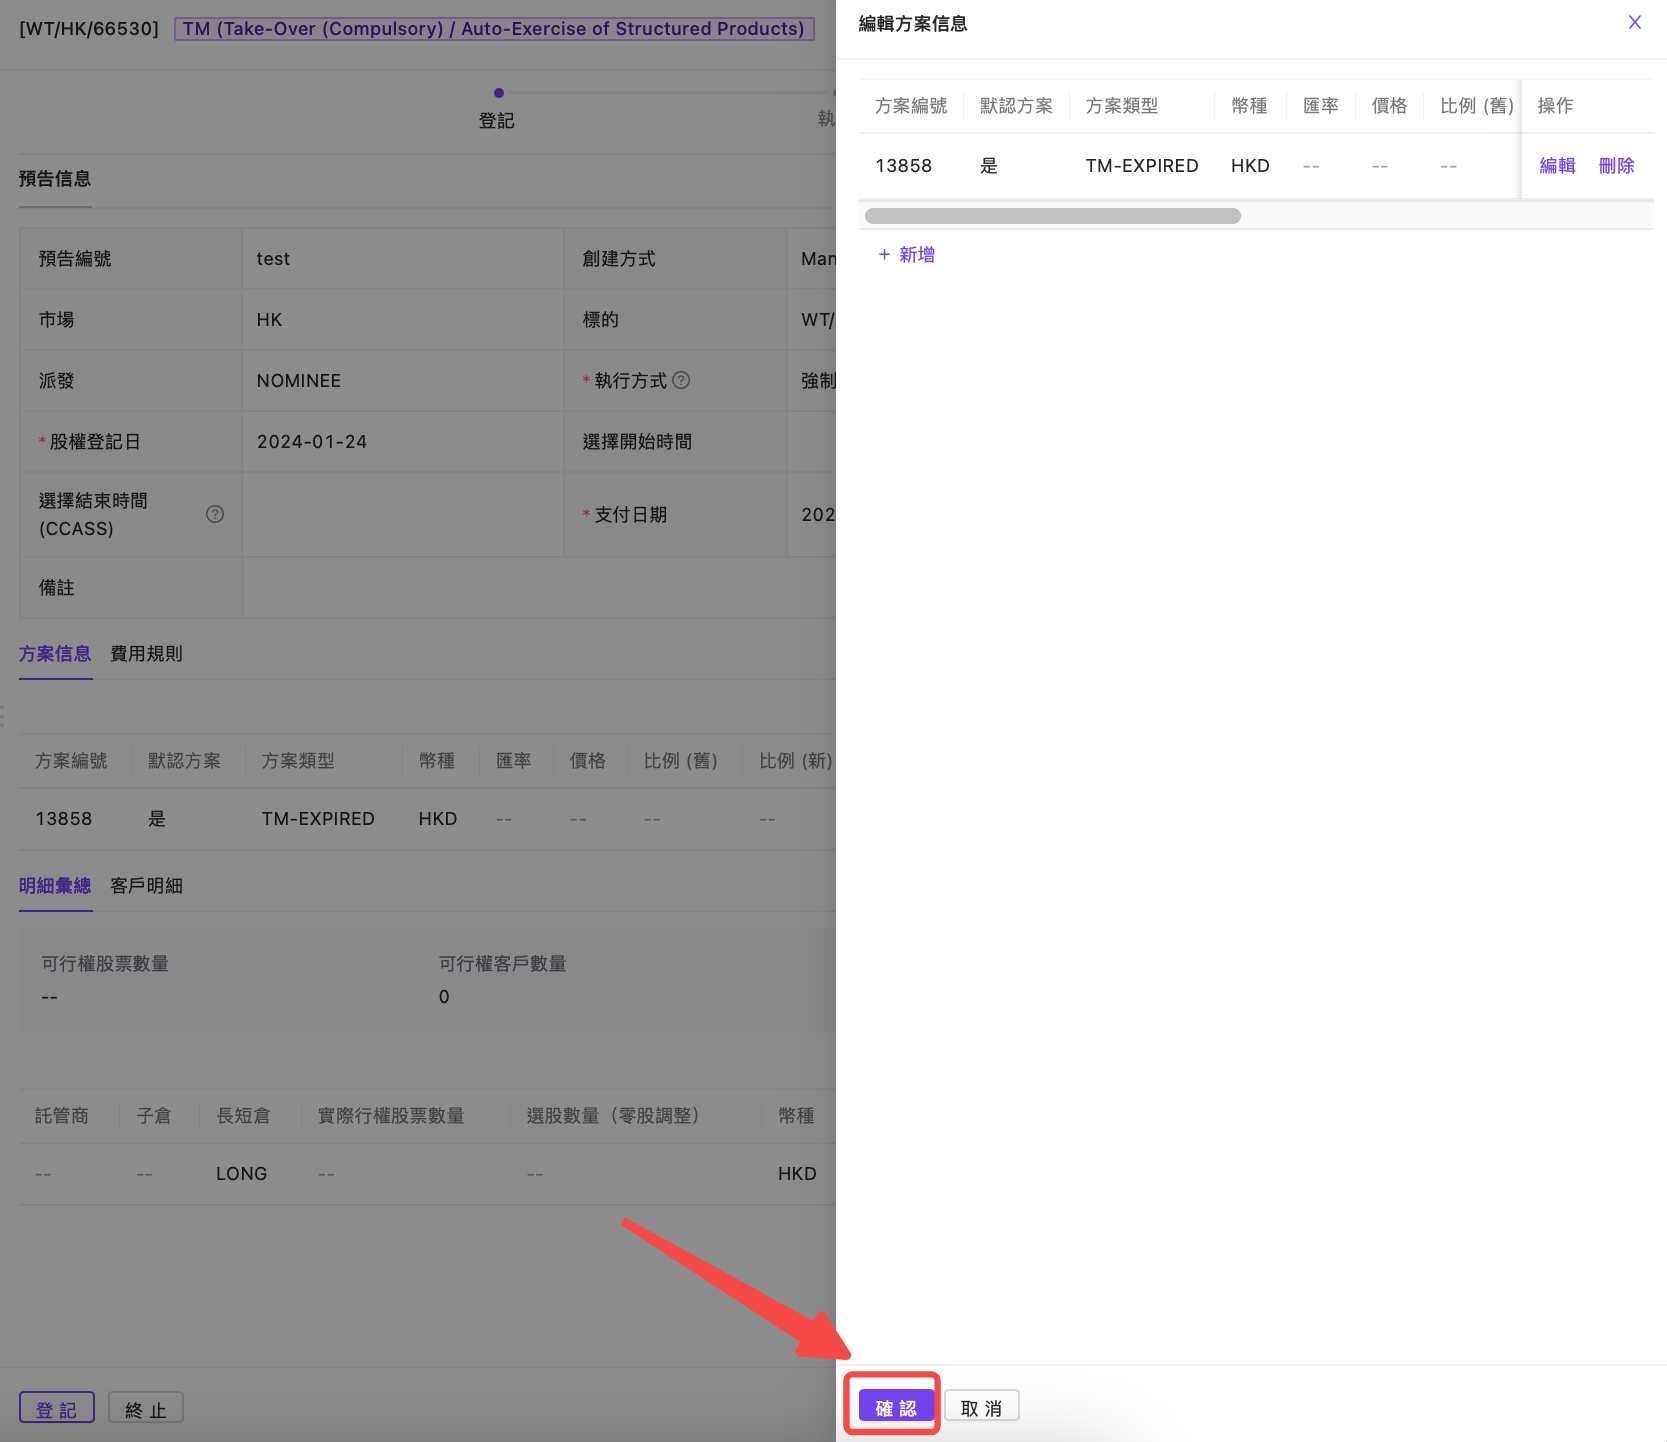 [WT/HK/66530] TM (Take-Over (Compulsory) / Auto-Exercise of Structured Products)
登記 執
預告信息
預告編號 test 創建方式 Man
市場 HK 標的 WT/
派發 NOMINEE * 執行方式 ? 強制
* 股權登記日 2024-01-24 選擇開始時間
選擇結束時間
(CCASS) ? * 支付日期 202
備註
方案信息 費用規則
方案編號 默認方案 方案類型 幣種 匯率 價格 比例 (舊) 比例 (新)
13858 是 TM-EXPIRED HKD -- -- -- --
明細彙總 客戶明細
可行權股票數量 可行權客戶數量
-- 0
託管商 子倉 長短倉 實際行權股票數量 選股數量（零股調整） 幣種
-- -- LONG -- -- HKD
登 記 終 止
編輯方案信息
方案編號 默認方案 方案類型 幣種 匯率 價格 比例 (舊) 操作
13858 是 TM-EXPIRED HKD -- -- -- 編輯 刪除
+ 新增
確 認 取 消